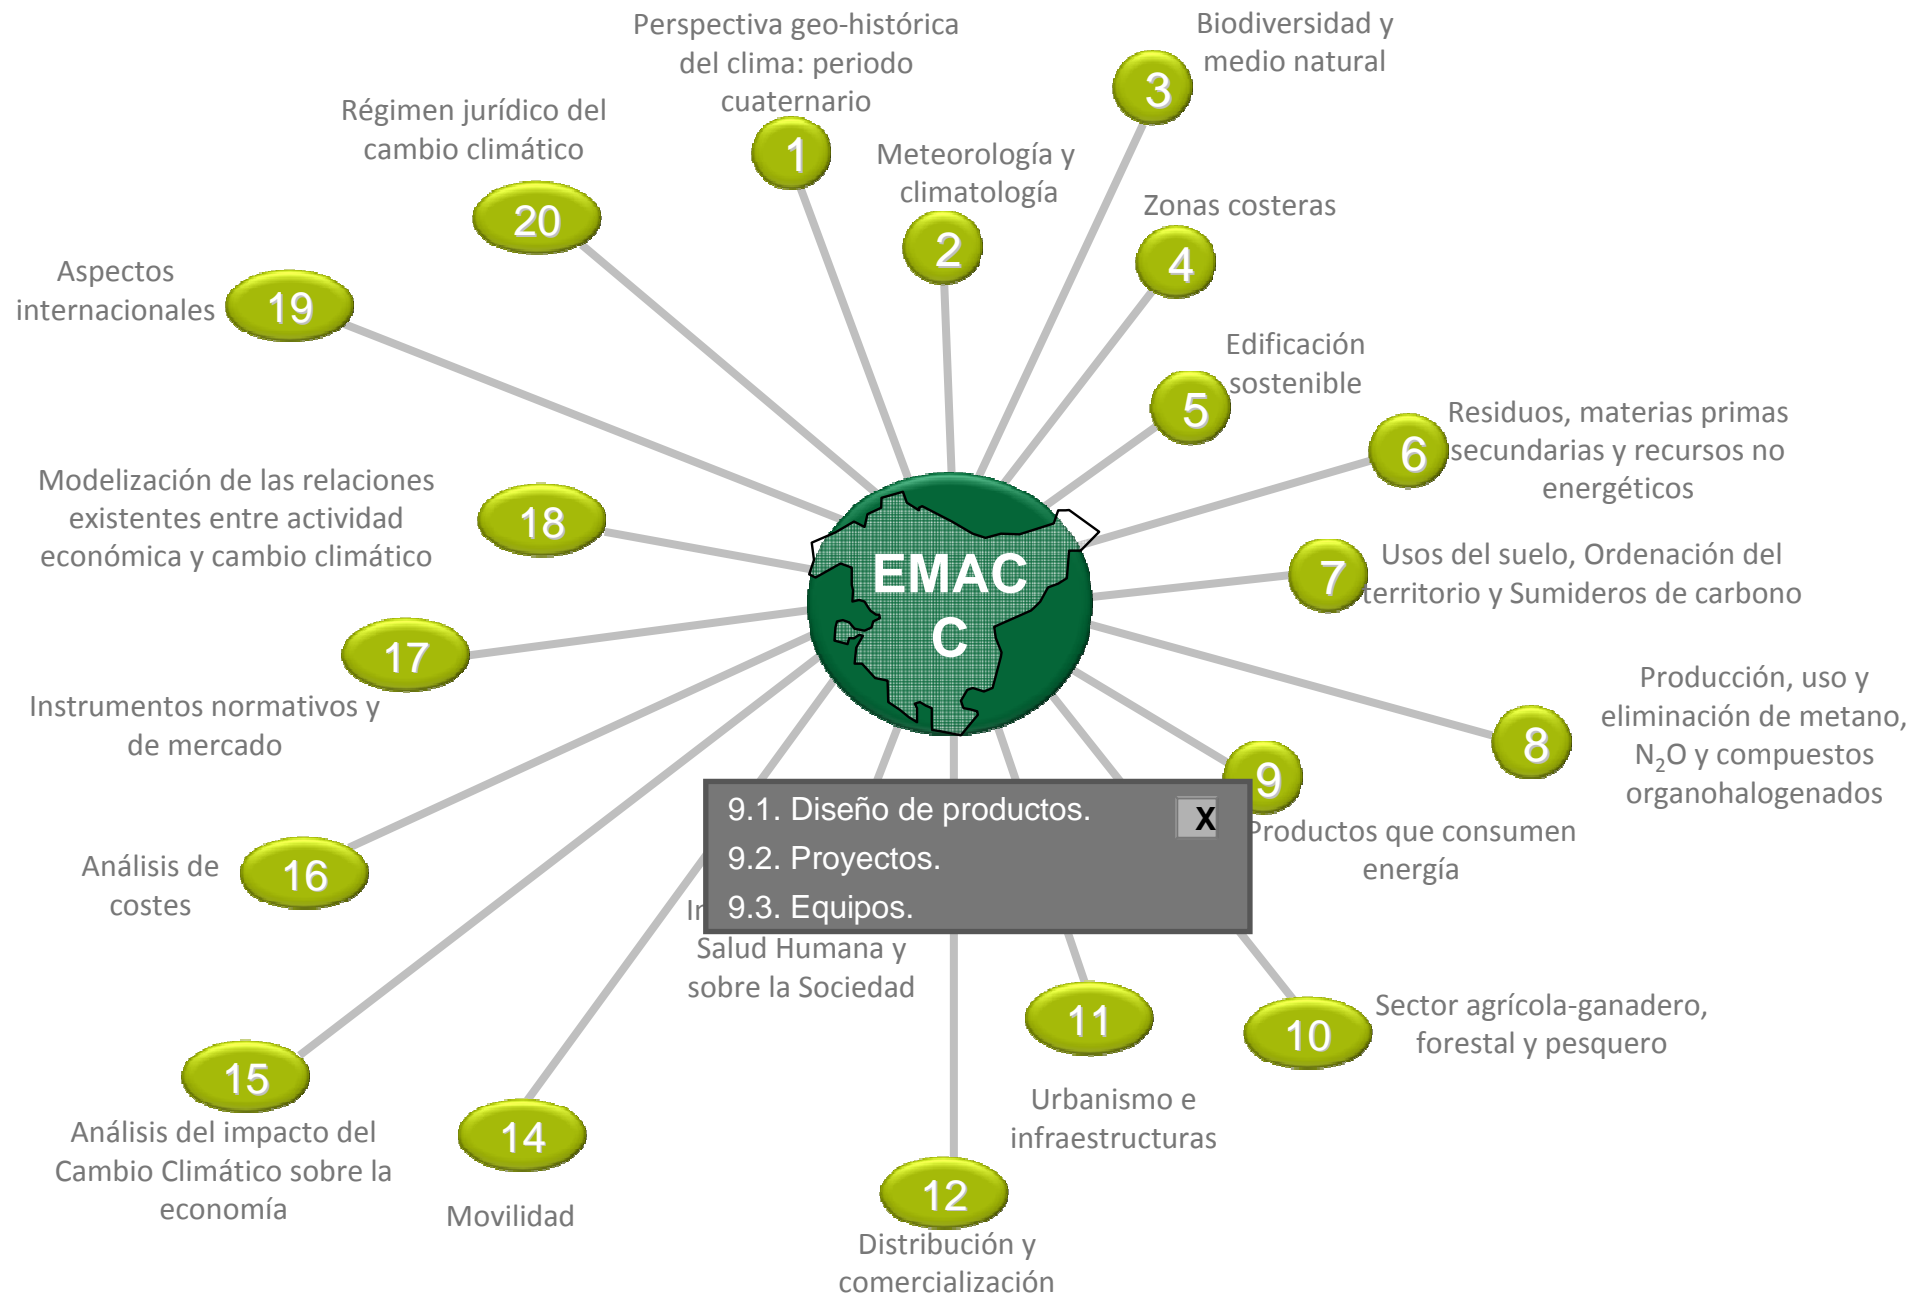 Perspectiva geo-histórica
del clima: periodo
cuaternario
1
Meteorología y
climatología
2
Biodiversidad y
medio natural
3
Zonas costeras
4
Edificación
sostenible
5
Residuos, materias primas
secundarias y recursos no
energéticos
6
Usos del suelo, Ordenación del
territorio y Sumideros de carbono
7
Producción, uso y
eliminación de metano,
N₂O y compuestos
organohalogenados
8
9
Productos que consumen
energía
9.1. Diseño de productos.
X
9.2. Proyectos.
9.3. Equipos.
Sector agrícola-ganadero,
forestal y pesquero
10
11
Urbanismo e
infraestructuras
12
Distribución y
comercialización
Salud Humana y
sobre la Sociedad
14
Movilidad
15
Análisis del impacto del
Cambio Climático sobre la
economía
16
Análisis de
costes
17
Instrumentos normativos y
de mercado
18
Modelización de las relaciones
existentes entre actividad
económica y cambio climático
19
Aspectos
internacionales
20
Régimen jurídico del
cambio climático
EMAC
C